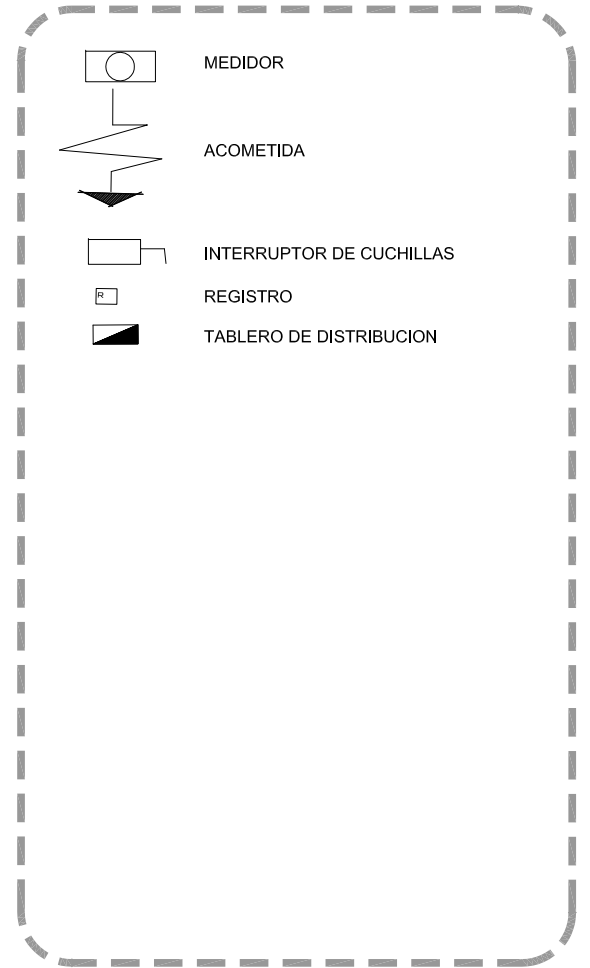 MEDIDOR
ACOMETIDA
INTERRUPTOR DE CUCHILLAS
R REGISTRO
TABLERO DE DISTRIBUCION